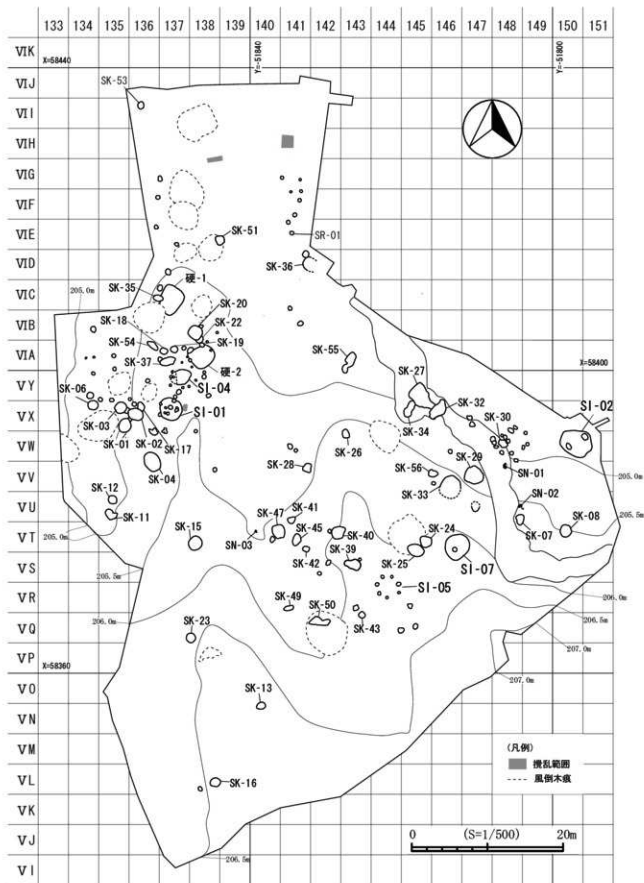 133 134 135 136 137 138 139 140 141 142 143 144 145 146 147 148 149 150 151
ⅥK
X=58440
Y=-51840
Y=-51800
ⅥJ
SK-53
ⅥI
ⅥH
ⅥG
ⅥF
ⅥE
SK-51
SR-01
ⅥD
SK-36
SK-35
硬-1
ⅥC
205.0m
SK-20
ⅥB
SK-18
SK-22
SK-54
SK-19
ⅥA
SK-37
硬-2
SK-55
X=58400
ⅤY
SK-06
SI-04
SK-27
SK-32
ⅤX
SK-03
SI-01
SK-34
SK-30
SI-02
SK-01
SK-02
SK-17
ⅤW
SK-26
SN-01
SK-04
SK-28
SK-56
SK-29
205.0m
ⅤV
SK-33
SN-02
SK-12
205.5m
ⅤU
SK-11
SK-47
SK-41
SK-45
SK-07
SK-08
ⅤT
205.0m
SK-15
SN-03
SK-40
SK-24
SK-42
SK-39
SK-25
SI-07
ⅤS
205.5m
SI-05
ⅤR
SK-49
SK-50
206.0m
206.0m
SK-43
206.5m
ⅤQ
SK-23
207.0m
ⅤP
X=58360
207.0m
ⅤO
SK-13
ⅤN
ⅤM
(凡例)
撹乱範囲
ⅤL
SK-16
風倒木痕
ⅤK
0 (S=1/500) 20m
ⅤJ
206.5m
ⅤI